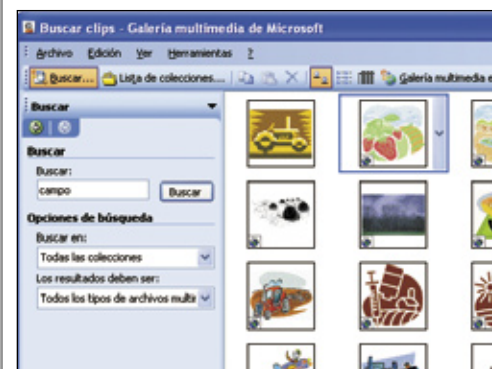 Buscar clips - Galería multimedia de Microsoft
Archivo Edición Ver Herramientas ?
Buscar... Lista de colecciones... Galería multimedia e
Buscar
Buscar
Buscar:
campo Buscar
Opciones de búsqueda
Buscar en:
Todas las colecciones
Los resultados deben ser:
Todos los tipos de archivos multir